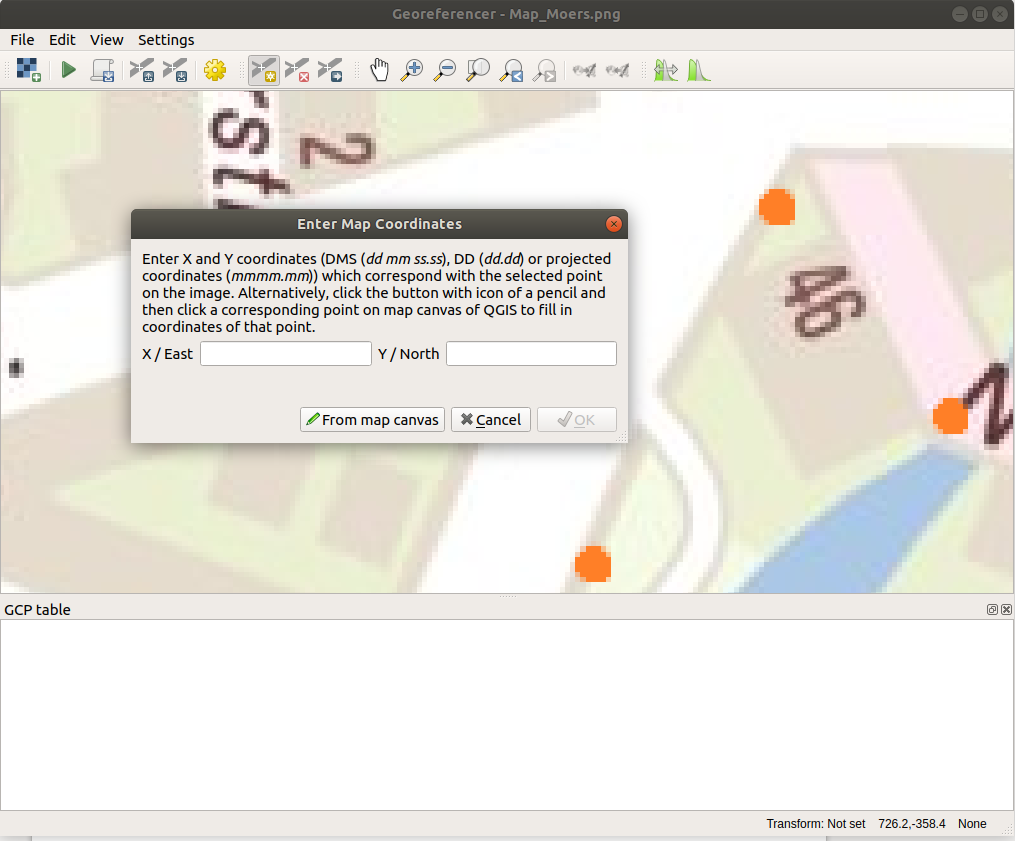 Georeferencer - Map_Moers.png
File Edit View Settings
rst
2
Enter Map Coordinates
Enter X and Y coordinates (DMS (dd mm ss.ss), DD (dd.dd) or projected
coordinates (mmmm.mm)) which correspond with the selected point
on the image. Alternatively, click the button with icon of a pencil and
then click a corresponding point on map canvas of QGIS to fill in
coordinates of that point.
X / East Y / North
From map canvas Cancel OK
46
N
GCP table
Transform: Not set 726.2,-358.4 None